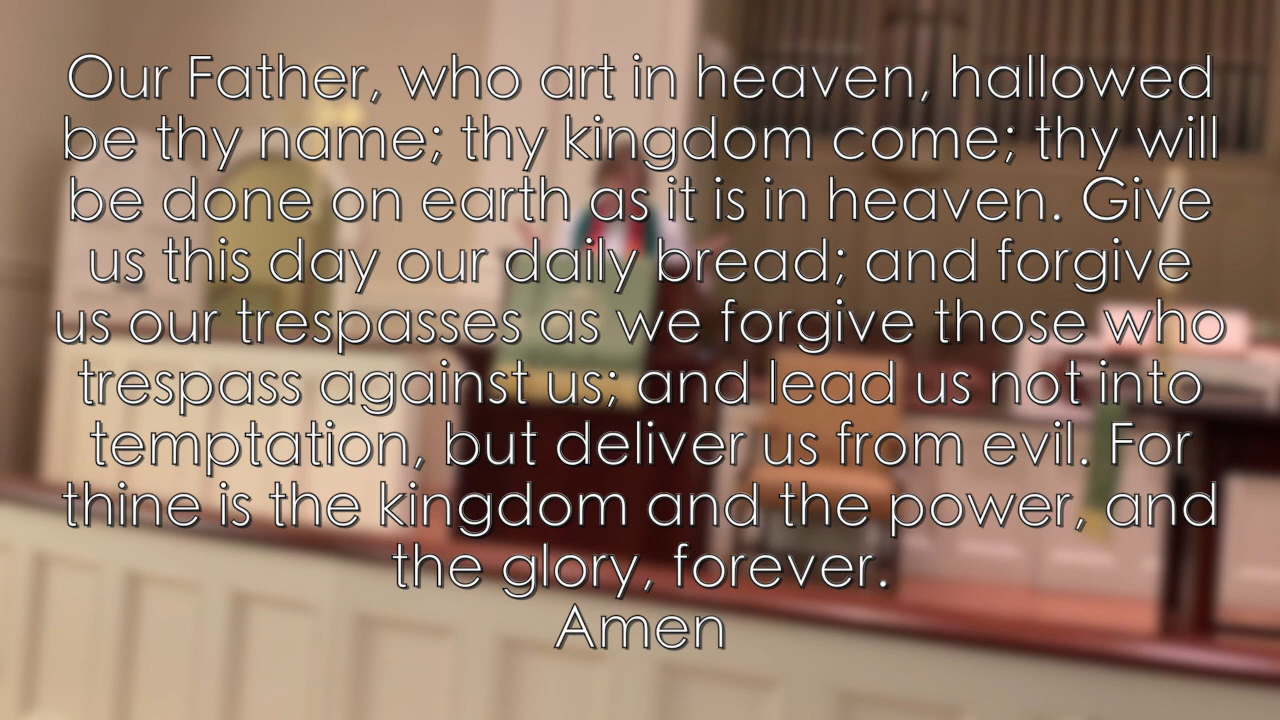 Our Father, who art in heaven, hallowed
be thy name; thy kingdom come; thy will
be done on earth as it is in heaven. Give
us this day our daily bread; and forgive
us our trespasses as we forgive those who
trespass against us; and lead us not into
temptation, but deliver us from evil. For
thine is the kingdom and the power, and
the glory, forever.
Amen